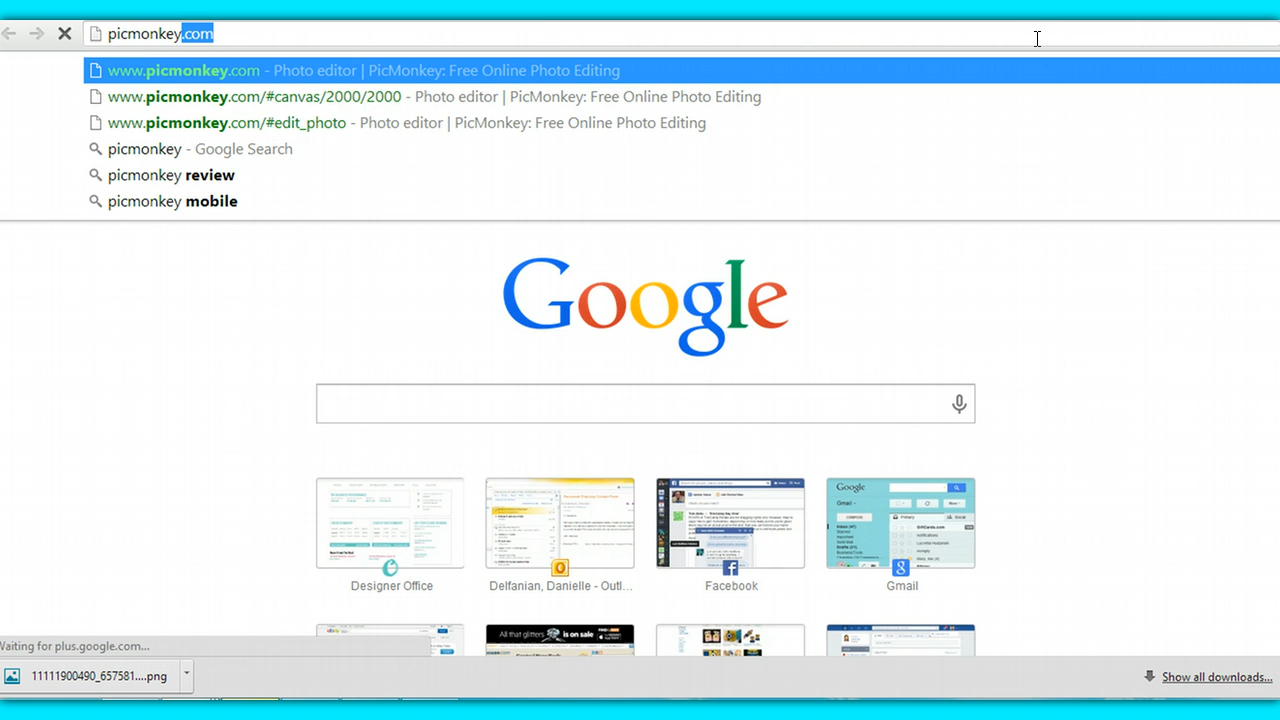 picmonkey.com
www.picmonkey.com - Photo editor | PicMonkey: Free Online Photo Editing
www.picmonkey.com/#canvas/2000/2000 - Photo editor | PicMonkey: Free Online Photo Editing
www.picmonkey.com/#edit_photo - Photo editor | PicMonkey: Free Online Photo Editing
picmonkey - Google Search
picmonkey review
picmonkey mobile
Google
Google
Gmail
Designer Office
Delfanian, Danielle - Outl...
Facebook
Gmail
All that glitters is on sale
Waiting for plus.google.com...
11111900490_657581....png
Show all downloads...